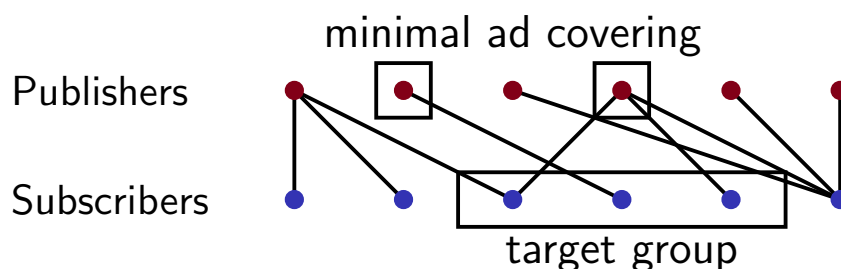 minimal ad covering
Publishers
Subscribers
target group